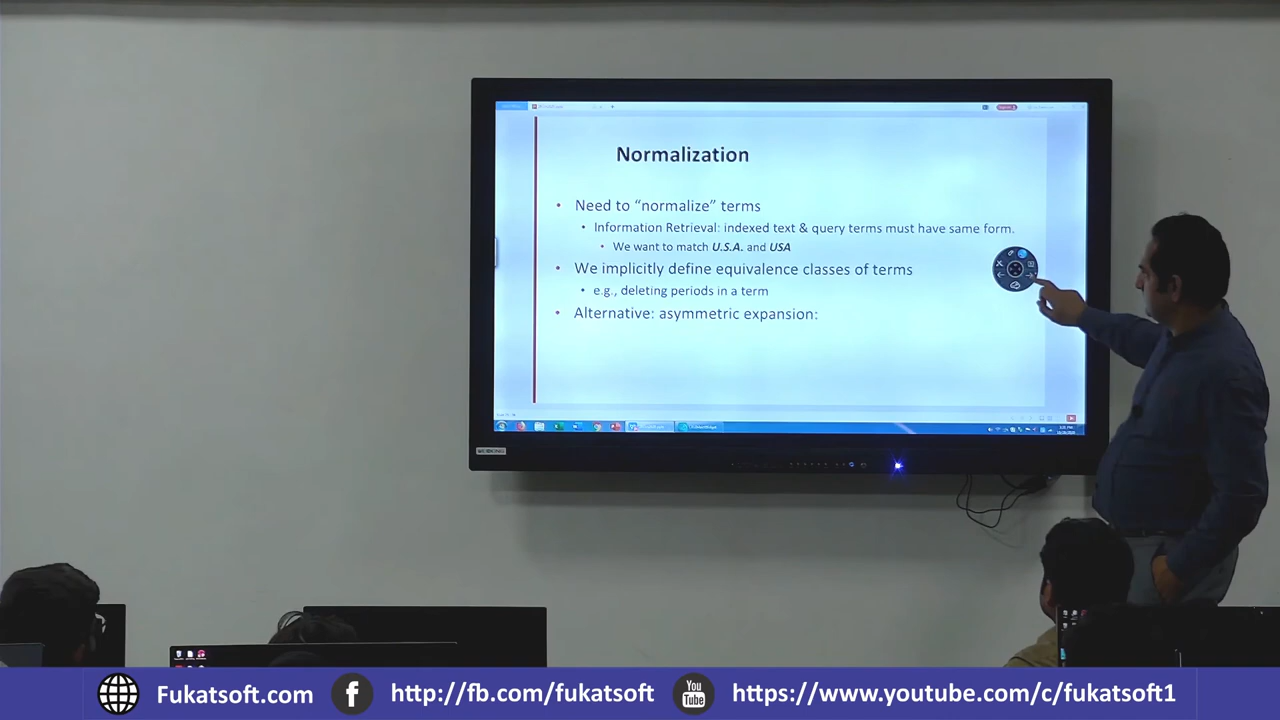 Normalization
• Need to “normalize” terms
• Information Retrieval: indexed text & query terms must have same form.
• We want to match U.S.A. and USA
• We implicitly define equivalence classes of terms
• e.g., deleting periods in a term
• Alternative: asymmetric expansion:
Fukatsoft.com
f
http://fb.com/fukatsoft
You
Tube
https://www.youtube.com/c/fukatsoft1